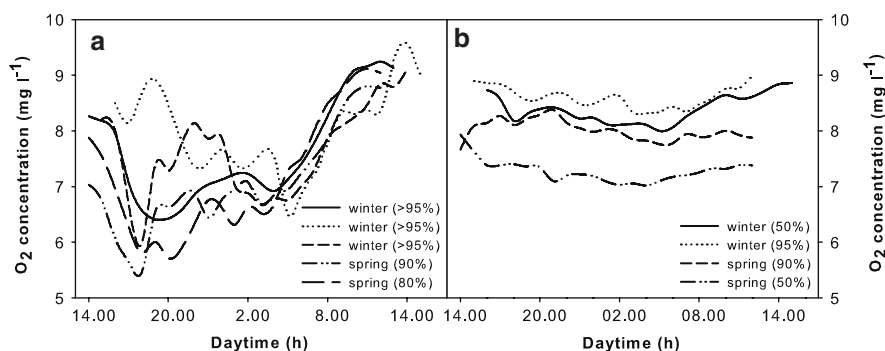 a
b
O2 concentration (mg l-1)
10
9
8
7
6
5
winter (>95%)
winter (>95%)
winter (>95%)
spring (90%)
spring (80%)
14.00 20.00 2.00 8.00 14.00
Daytime (h)
winter (50%)
winter (95%)
spring (90%)
spring (50%)
14.00 20.00 02.00 08.00 14.00
Daytime (h)
10
9
8
7
6
5
O2 concentration (mg l-1)